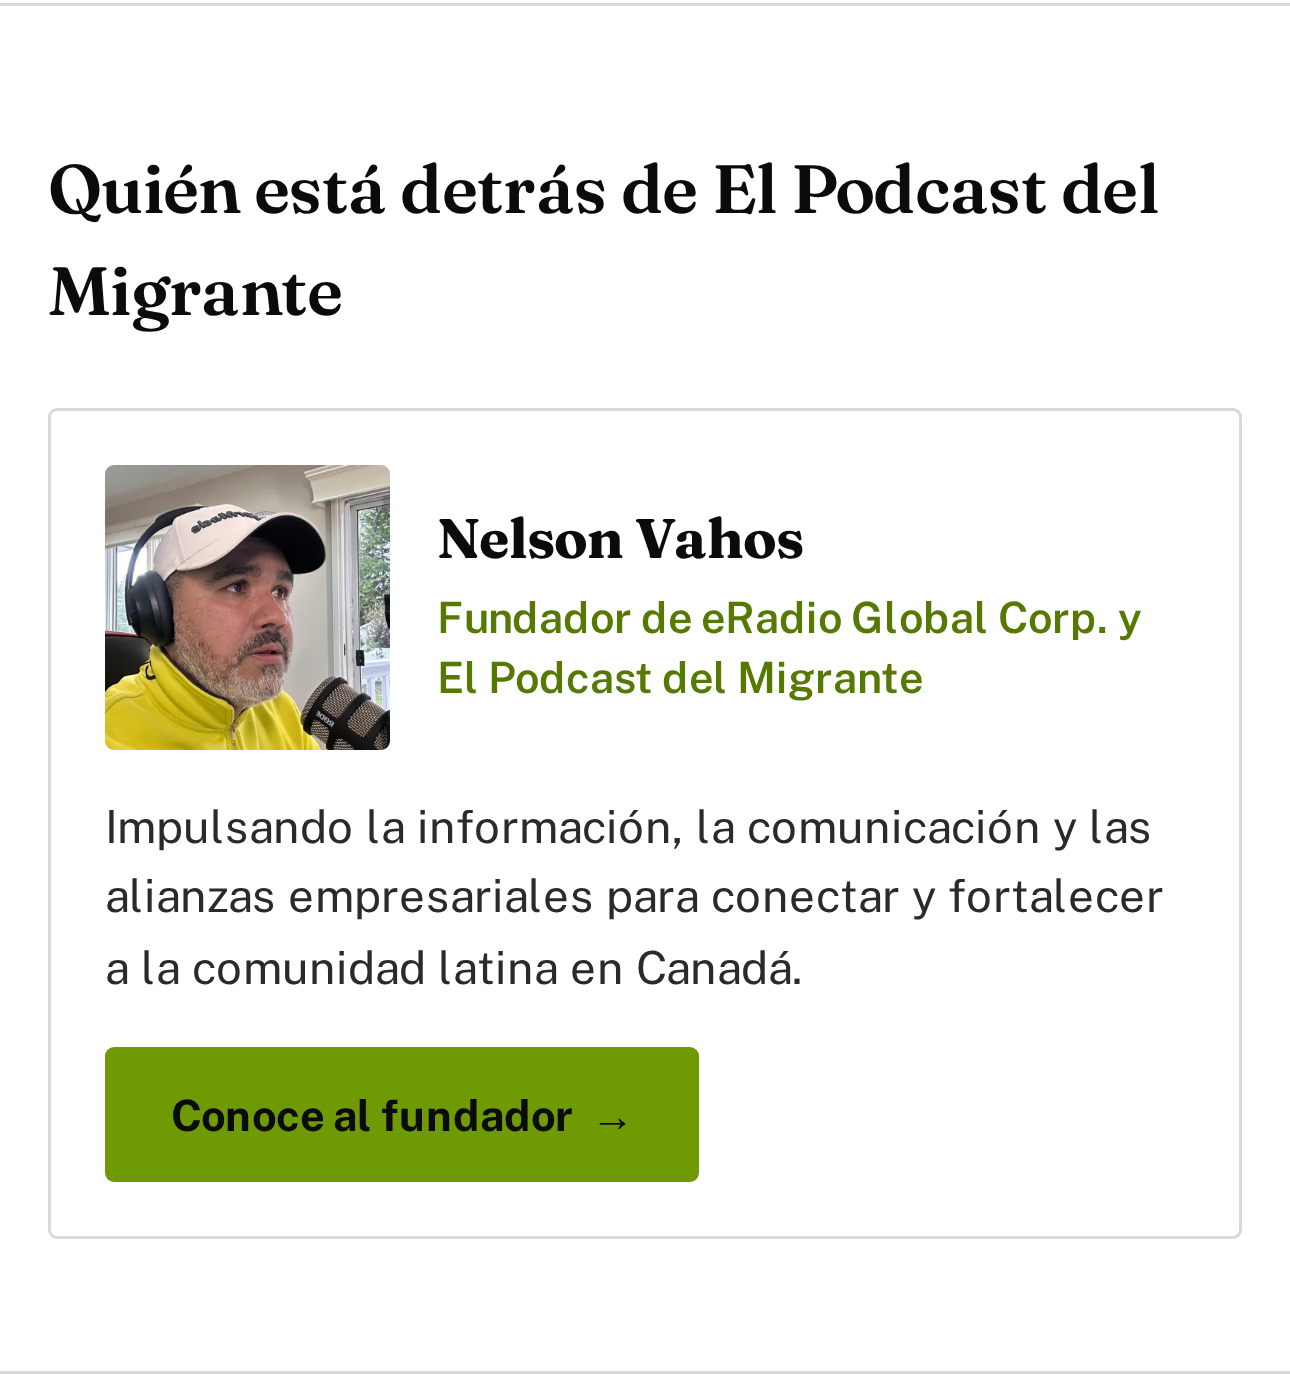 Quién está detrás de El Podcast del
Migrante
Nelson Vahos
Fundador de eRadio Global Corp. y
El Podcast del Migrante
RODE
Impulsando la información, la comunicación y las
alianzas empresariales para conectar y fortalecer
a la comunidad latina en Canadá.
Conoce al fundador →